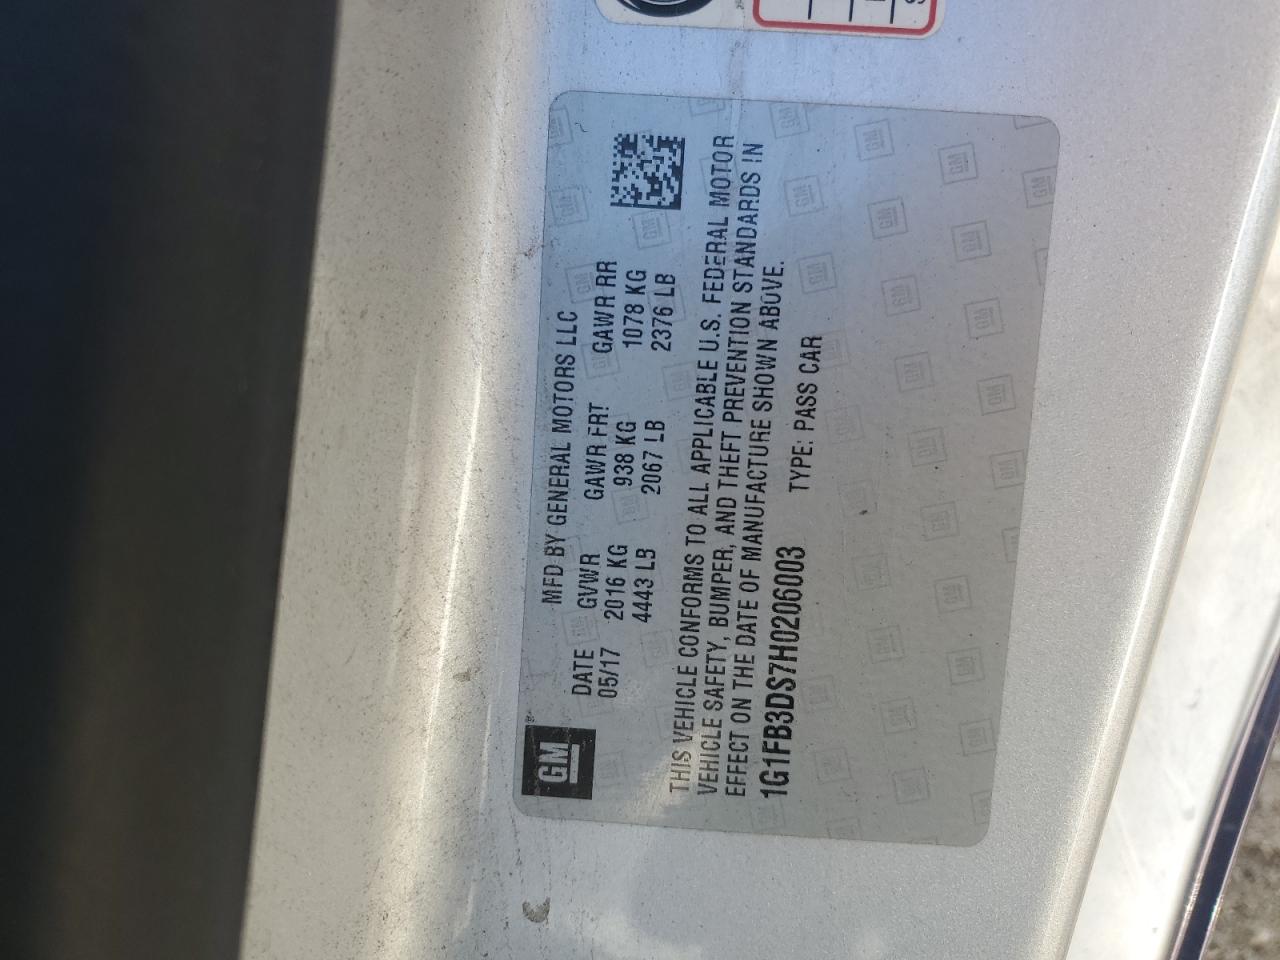 GM
MFD BY GENERAL MOTORS LLC
DATE GVWR GAWR FRT GAWR RR
05/17 2016 KG 938 KG 1078 KG
4443 LB 2067 LB 2376 LB
THIS VEHICLE CONFORMS TO ALL APPLICABLE U.S. FEDERAL MOTOR
VEHICLE SAFETY, BUMPER, AND THEFT PREVENTION STANDARDS IN
EFFECT ON THE DATE OF MANUFACTURE SHOWN ABOVE.
1G1FB3DS7H0206003 TYPE: PASS CAR